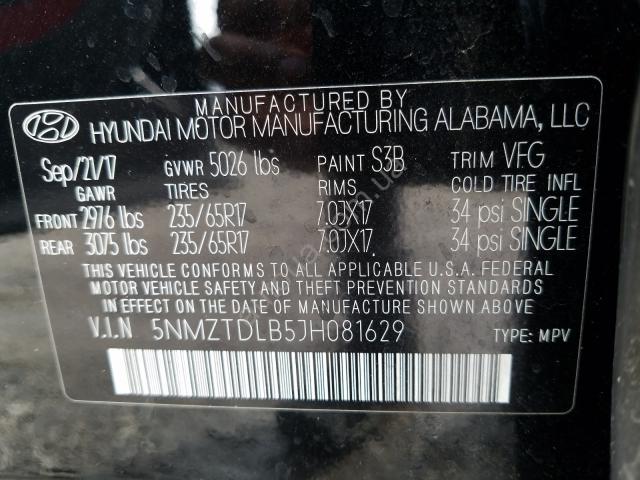 MANUFACTURED BY
HYUNDAI MOTOR MANUFACTURING ALABAMA, LLC
Sep/21/17 GVWR 5026 lbs PAINT S3B TRIM VFG
GAWR TIRES RIMS COLD TIRE INFL
FRONT 2976 lbs 235/65R17 7.0JX17 34 psi SINGLE
REAR 3075 lbs 235/65R17 7.0JX17 34 psi SINGLE
THIS VEHICLE CONFORMS TO ALL APPLICABLE U.S.A. FEDERAL
MOTOR VEHICLE SAFETY AND THEFT PREVENTION STANDARDS
IN EFFECT ON THE DATE OF MANUFACTURE SHOWN ABOVE.
V.I.N 5NMZTDLB5JH081629 TYPE: MPV